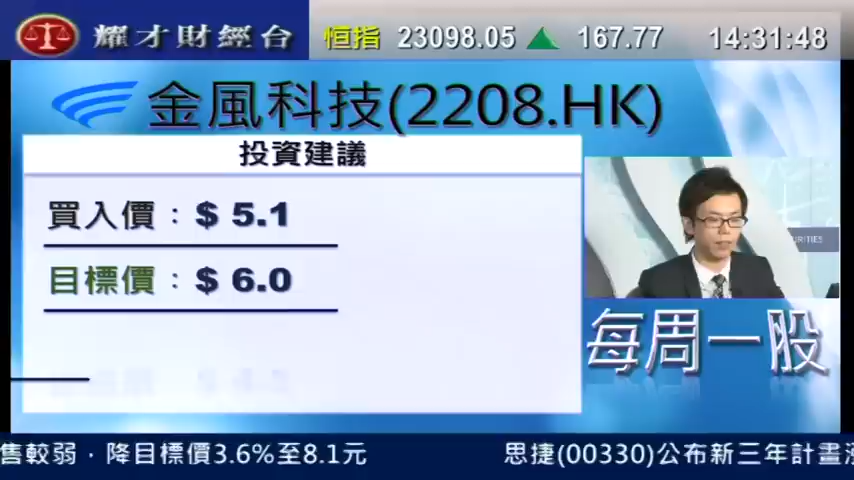 耀才財經台
恒指 23098.05 167.77 14:31:48
金風科技(2208.HK)
投資建議
買入價：$ 5.1
目標價：$ 6.0
RITIES
每周一股
售較弱，降目標價3.6%至8.1元 思捷(00330)公布新三年計畫